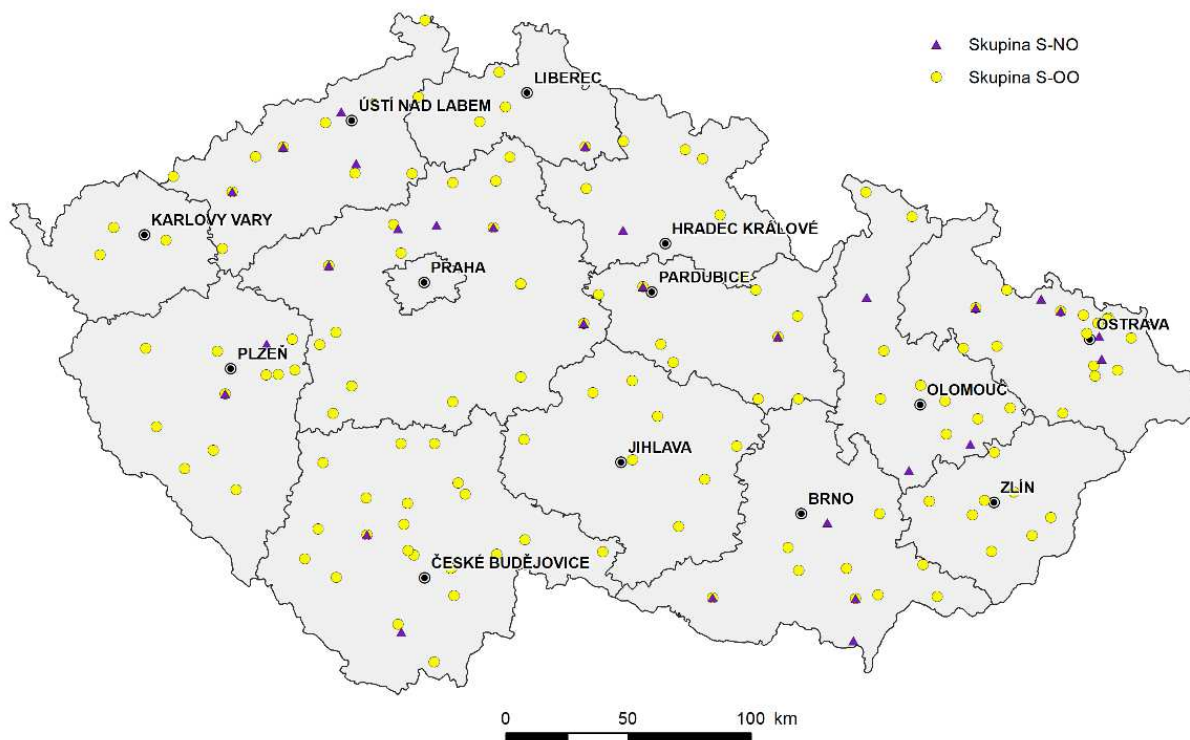 Skupina S-NO
Skupina S-OO
LIBEREC
ÚSTÍ NAD LABEM
KARLOVY VARY
HRADEC KRÁLOVÉ
PRAHA
PARDUBICE
OSTRAVA
PLZEŇ
OLOMOUC
JIHLAVA
ZLÍN
BRNO
ČESKÉ BUDĚJOVICE
0 50 100 km